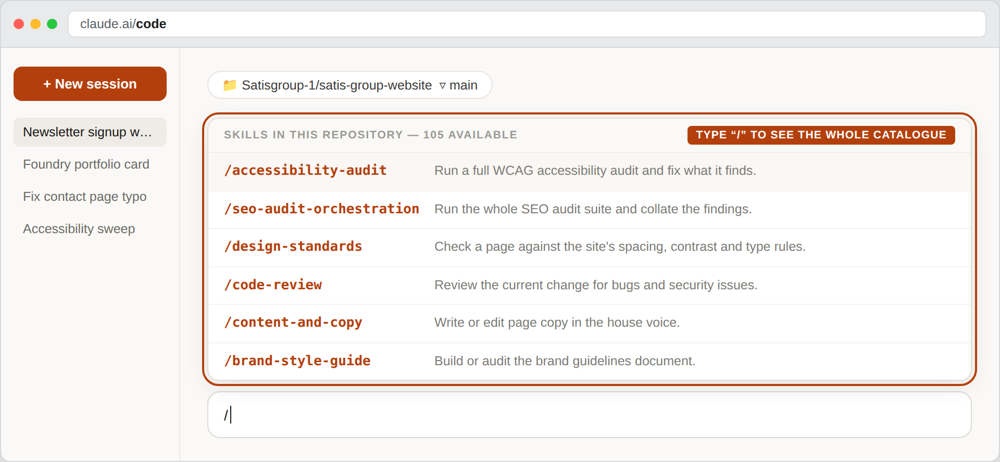 claude.ai/code
+ New session
Newsletter signup w…
Foundry portfolio card
Fix contact page typo
Accessibility sweep
Satisgroup-1/satis-group-website ▿ main
SKILLS IN THIS REPOSITORY — 105 AVAILABLE
TYPE “/” TO SEE THE WHOLE CATALOGUE
/accessibility-audit Run a full WCAG accessibility audit and fix what it finds.
/seo-audit-orchestration Run the whole SEO audit suite and collate the findings.
/design-standards Check a page against the site's spacing, contrast and type rules.
/code-review Review the current change for bugs and security issues.
/content-and-copy Write or edit page copy in the house voice.
/brand-style-guide Build or audit the brand guidelines document.
/